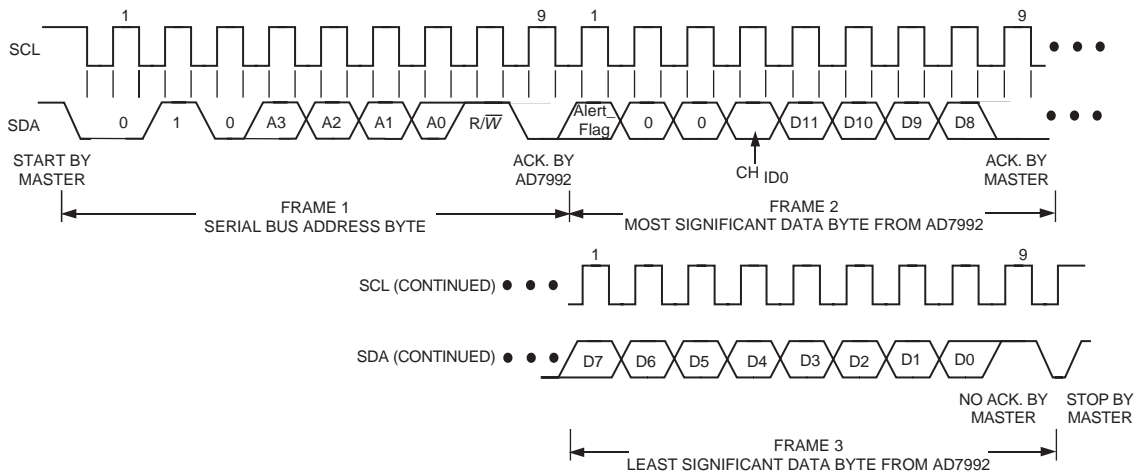 1 9 1 9
SCL
SDA 0 1 0 A3 A2 A1 A0 R/W Alert_ Flag 0 0 D11 D10 D9 D8
CH ID0
START BY
MASTER
ACK. BY
AD7992
ACK. BY
MASTER
FRAME 1
SERIAL BUS ADDRESS BYTE
FRAME 2
MOST SIGNIFICANT DATA BYTE FROM AD7992
1 9
SCL (CONTINUED)
SDA (CONTINUED) D7 D6 D5 D4 D3 D2 D1 D0
NO ACK. BY
MASTER
STOP BY
MASTER
FRAME 3
LEAST SIGNIFICANT DATA BYTE FROM AD7992